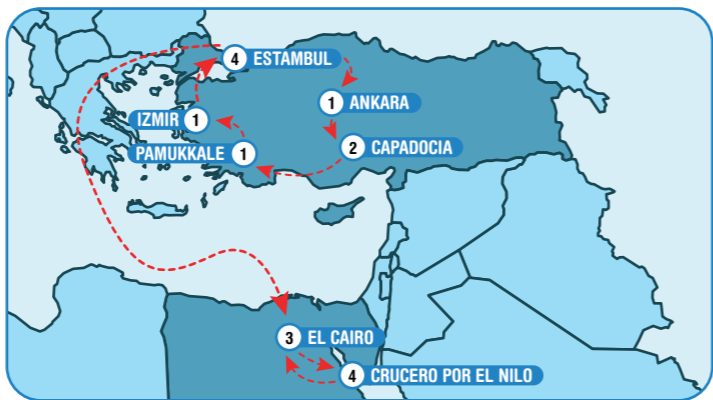 4 ESTAMBUL
1 ANKARA
IZMIR 1
2 CAPADOCIA
PAMUKKALE 1
3 EL CAIRO
4 CRUCERO POR EL NILO